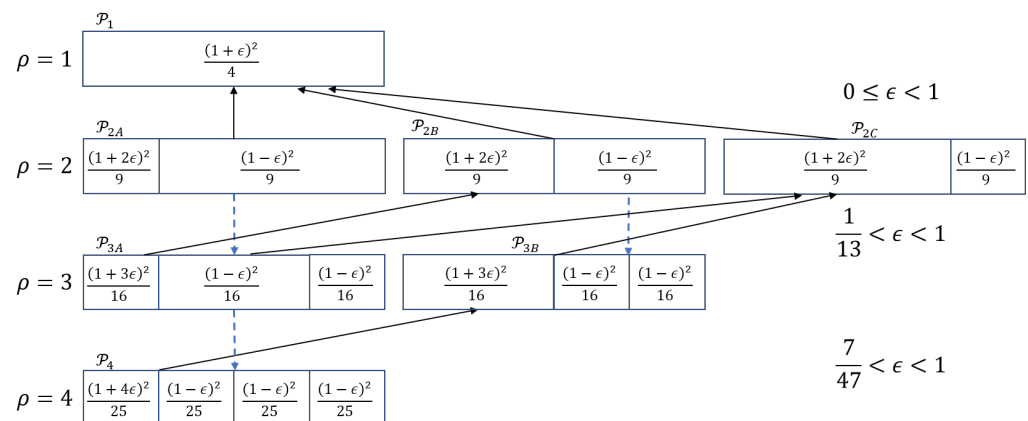 𝒫₁
ρ = 1
(1 + ϵ)²
4
0 ≤ ϵ < 1
𝒫₂A 𝒫₂B 𝒫₂C
ρ = 2
(1 + 2ϵ)² (1 − ϵ)² (1 + 2ϵ)² (1 − ϵ)² (1 + 2ϵ)² (1 − ϵ)²
9 9 9 9 9 9
1
13 < ϵ < 1
𝒫₃A 𝒫₃B
ρ = 3
(1 + 3ϵ)² (1 − ϵ)² (1 − ϵ)² (1 + 3ϵ)² (1 − ϵ)² (1 − ϵ)²
16 16 16 16 16 16
7
47 < ϵ < 1
𝒫₄
ρ = 4
(1 + 4ϵ)² (1 − ϵ)² (1 − ϵ)² (1 − ϵ)²
25 25 25 25